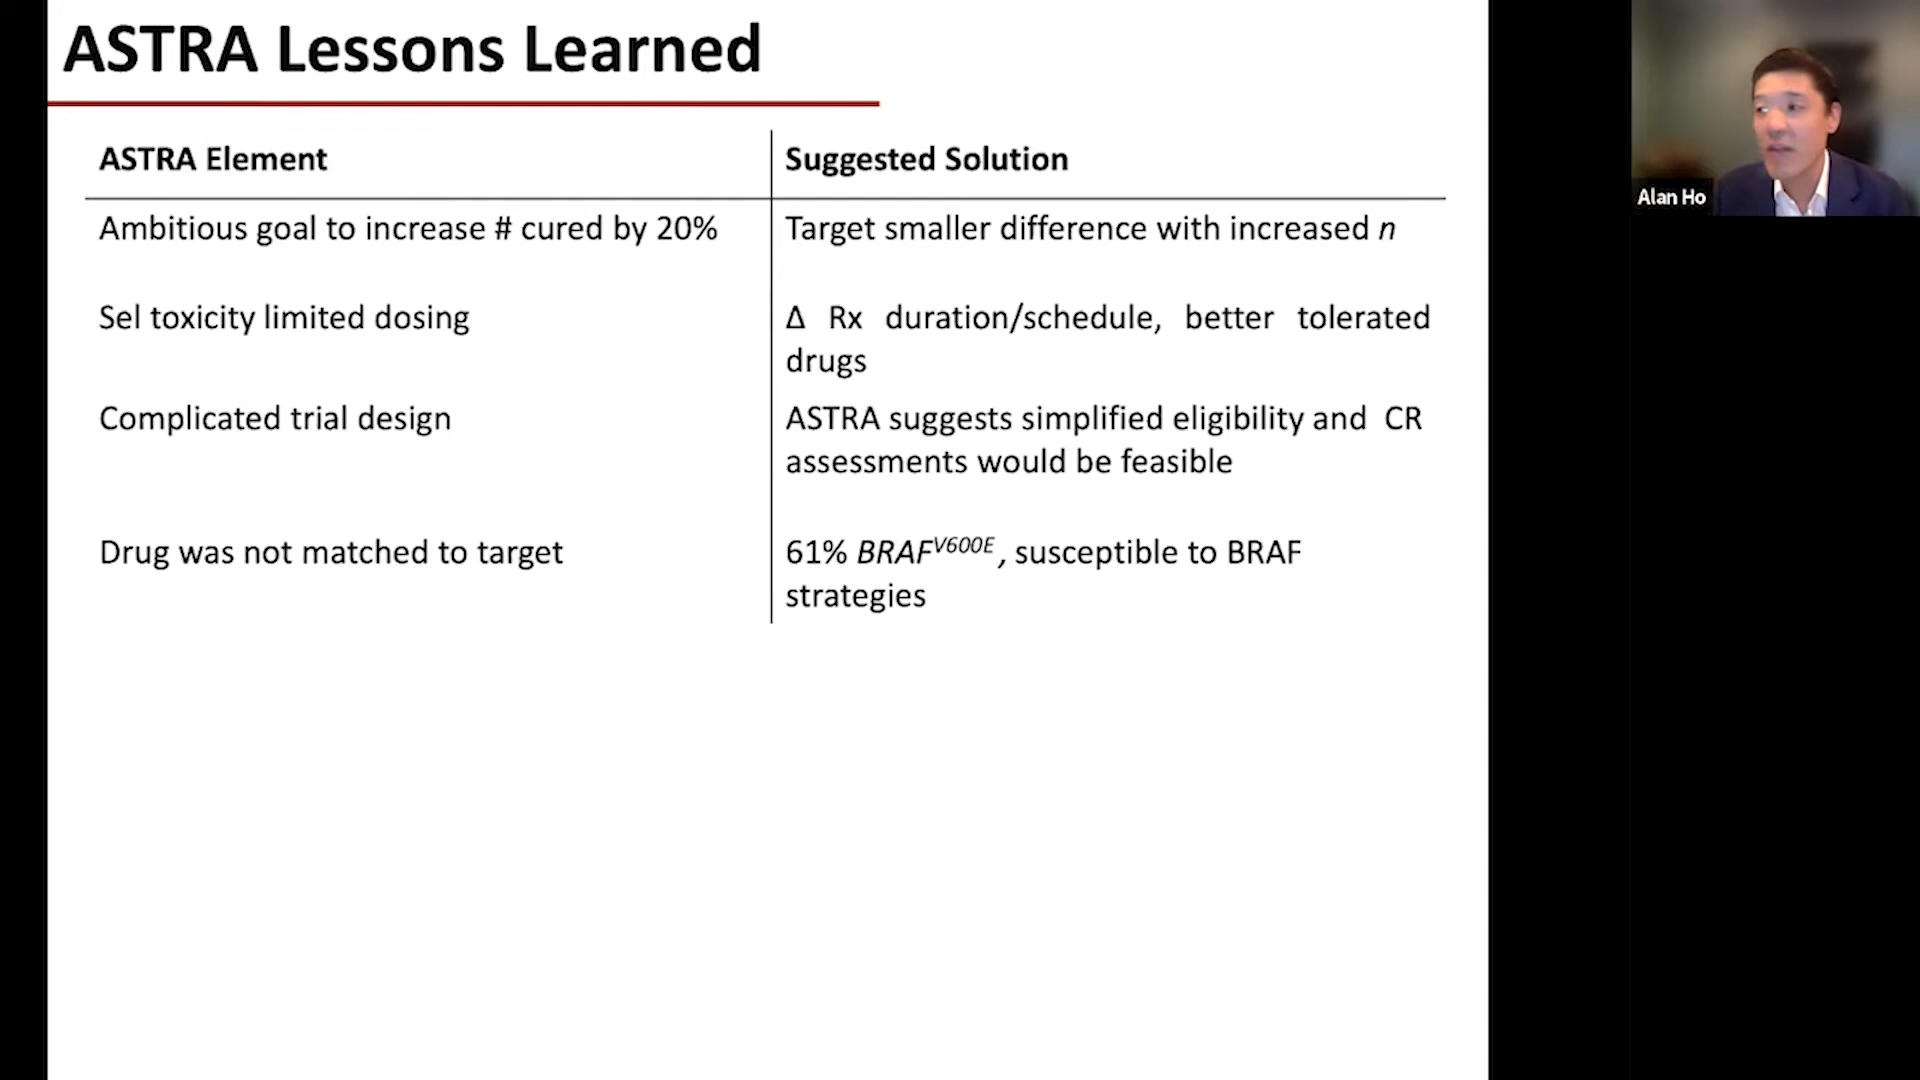 ASTRA Lessons Learned
ASTRA Element
Suggested Solution
Ambitious goal to increase # cured by 20%
Target smaller difference with increased n
Sel toxicity limited dosing
Δ Rx duration/schedule, better tolerated
drugs
Complicated trial design
ASTRA suggests simplified eligibility and CR
assessments would be feasible
Drug was not matched to target
61% BRAFV600E, susceptible to BRAF
strategies
Alan Ho